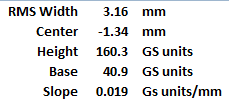 RMS Width 3.16 mm
Center -1.34 mm
Height 160.3 GS units
Base 40.9 GS units
Slope 0.019 Gs units/mm